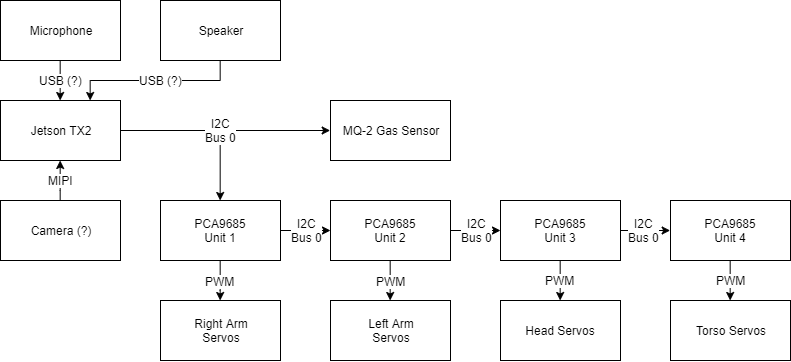 Microphone
Speaker
USB (?)
USB (?)
Jetson TX2
I2C
Bus 0
MQ-2 Gas Sensor
MIPI
Camera (?)
PCA9685
Unit 1
I2C
Bus 0
PCA9685
Unit 2
I2C
Bus 0
PCA9685
Unit 3
I2C
Bus 0
PCA9685
Unit 4
PWM
PWM
PWM
PWM
Right Arm
Servos
Left Arm
Servos
Head Servos
Torso Servos